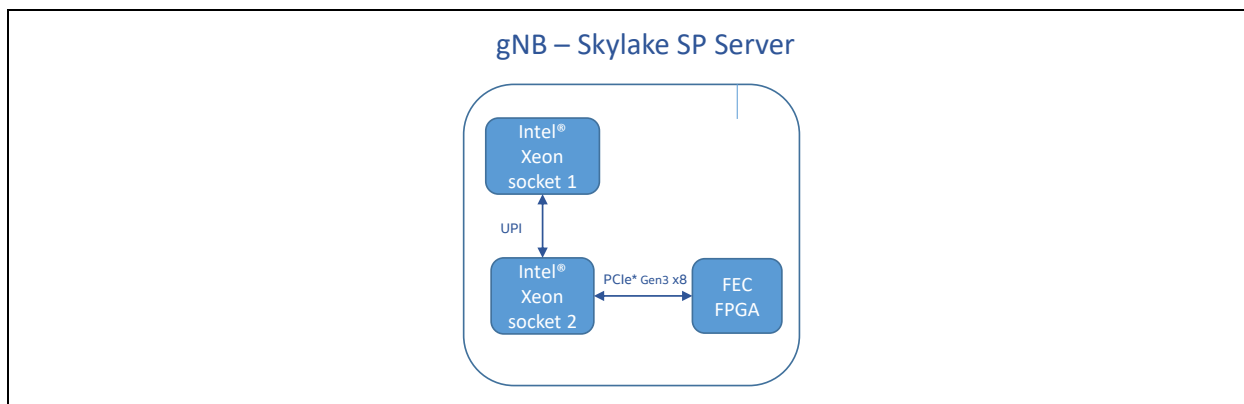 gNB – Skylake SP Server
Intel®
Xeon
socket 1
UPI
Intel®
Xeon
socket 2
PCIe* Gen3 x8
FEC
FPGA